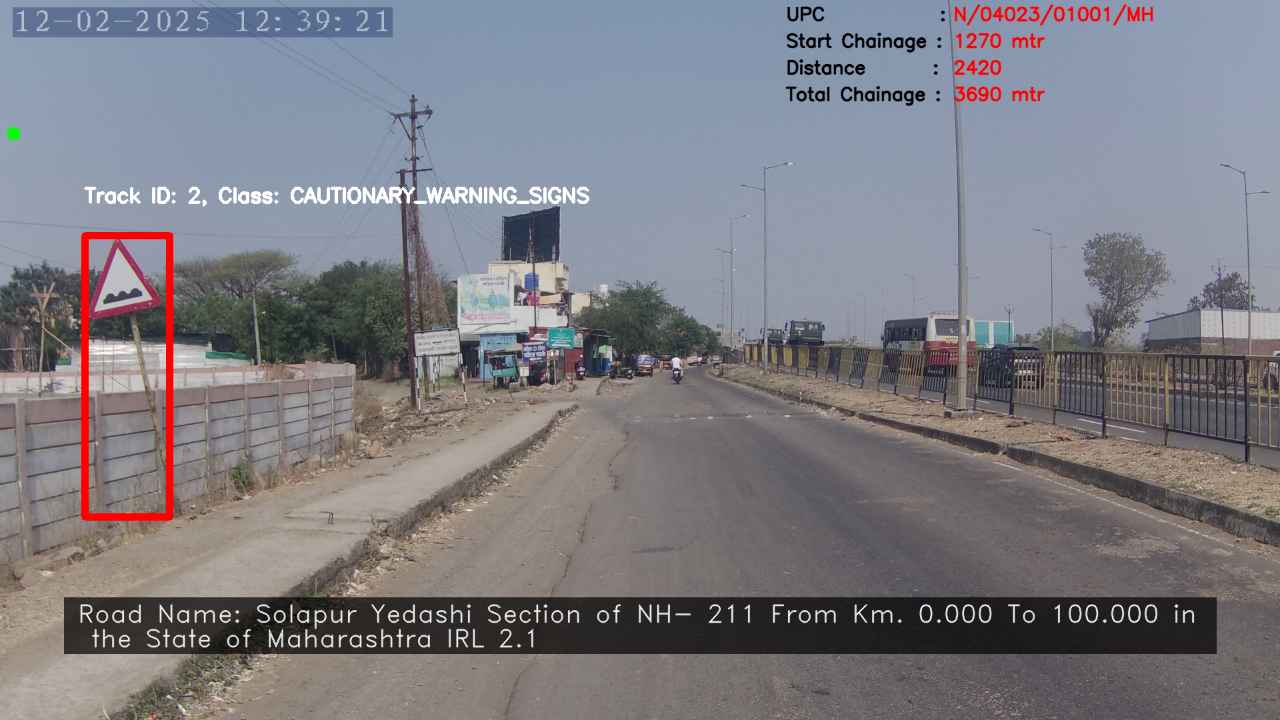 12-02-2025 12:39:21
UPC : N/04023/01001/MH
Start Chainage : 1270 mtr
Distance : 2420
Total Chainage : 3690 mtr
Track ID: 2, Class: CAUTIONARY_WARNING_SIGNS
Road Name: Solapur Yedashi Section of NH- 211 From Km. 0.000 To 100.000 in
the State of Maharashtra IRL 2.1